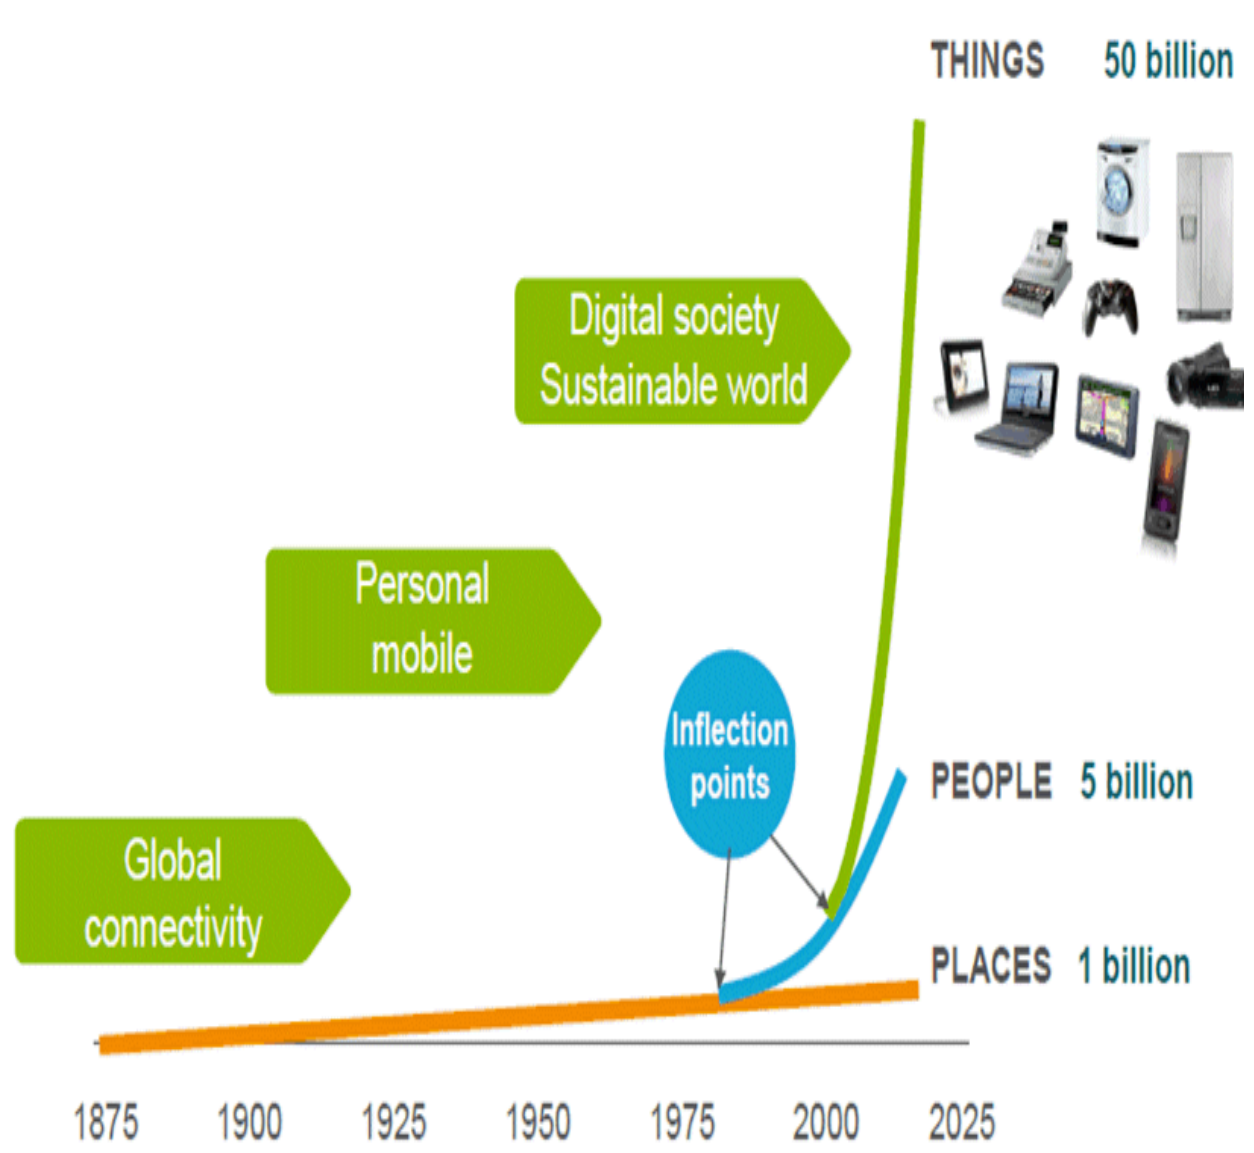 THINGS 50 billion
Digital society
Sustainable world
Personal
mobile
Inflection
points
PEOPLE 5 billion
Global
connectivity
PLACES 1 billion
1875 1900 1925 1950 1975 2000 2025